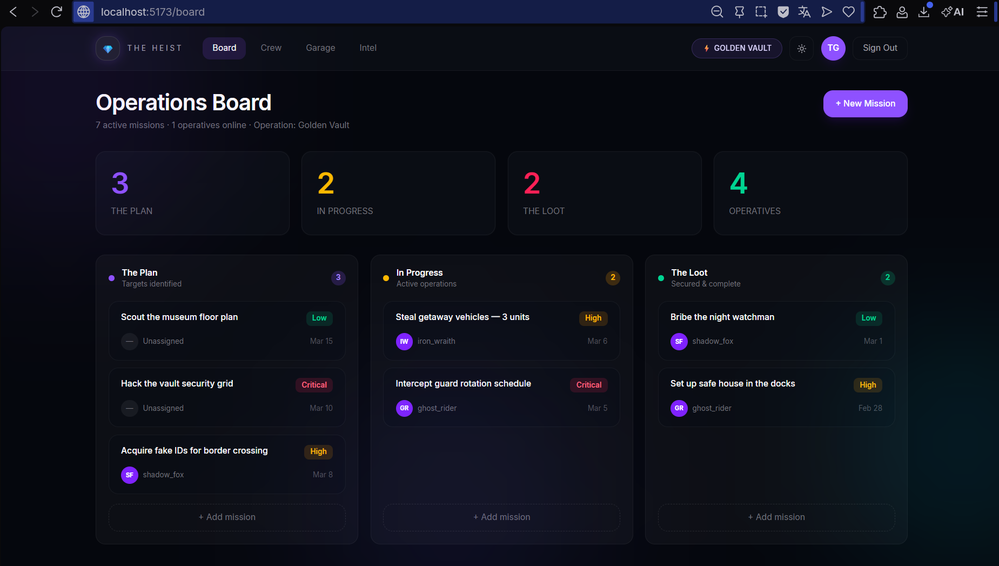 localhost:5173/board
AI
THE HEIST
Board
Crew
Garage
Intel
GOLDEN VAULT
TG
Sign Out
Operations Board
+ New Mission
7 active missions · 1 operatives online · Operation: Golden Vault
3
THE PLAN
2
IN PROGRESS
2
THE LOOT
4
OPERATIVES
The Plan
Targets identified
3
Scout the museum floor plan
Low
— Unassigned
Mar 15
Hack the vault security grid
Critical
— Unassigned
Mar 10
Acquire fake IDs for border crossing
High
SF shadow_fox
Mar 8
+ Add mission
In Progress
Active operations
2
Steal getaway vehicles — 3 units
High
IW iron_wraith
Mar 6
Intercept guard rotation schedule
Critical
GR ghost_rider
Mar 5
+ Add mission
The Loot
Secured & complete
2
Bribe the night watchman
Low
SF shadow_fox
Mar 1
Set up safe house in the docks
High
GR ghost_rider
Feb 28
+ Add mission